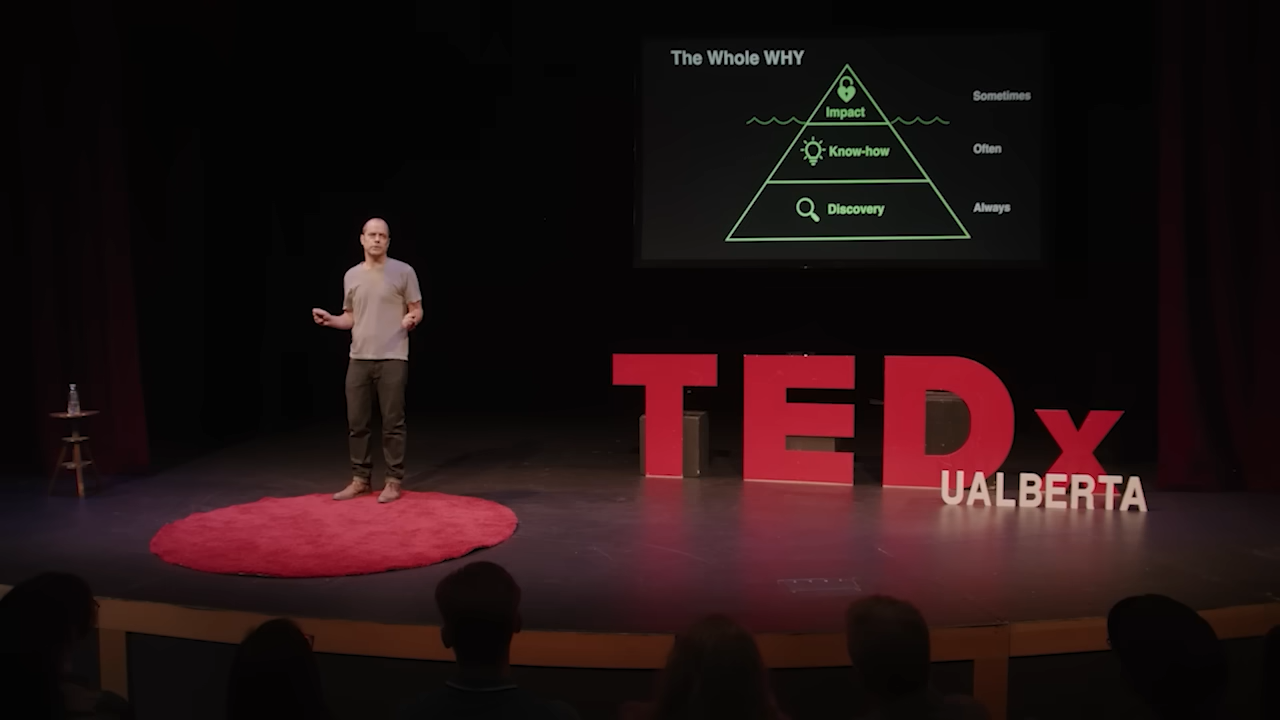 The Whole WHY
Impact
Sometimes
Know-how
Often
Discovery
Always
TEDx
UALBERTA